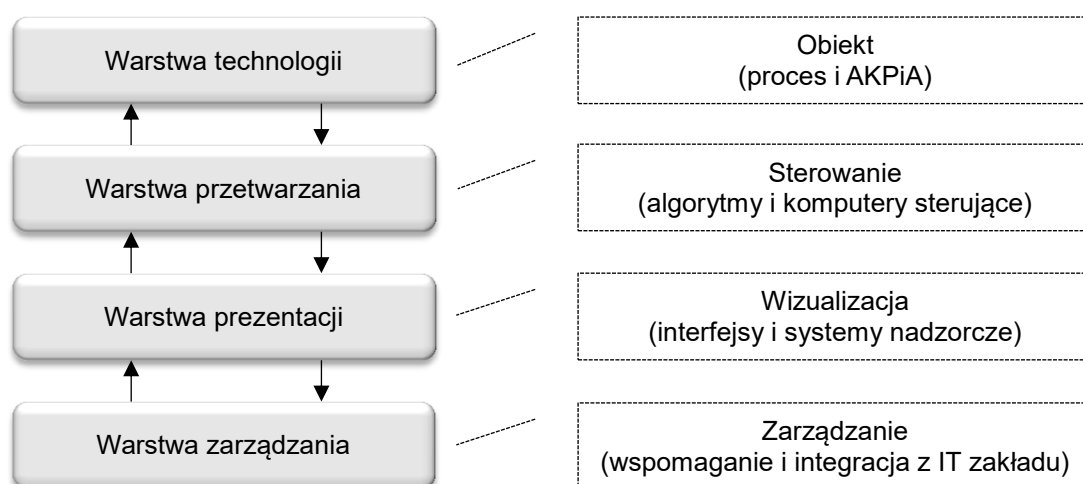 Warstwa technologii
Obiekt
(proces i AKPiA)
Warstwa przetwarzania
Sterowanie
(algorytmy i komputery sterujące)
Warstwa prezentacji
Wizualizacja
(interfejsy i systemy nadzorcze)
Warstwa zarządzania
Zarządzanie
(wspomaganie i integracja z IT zakładu)